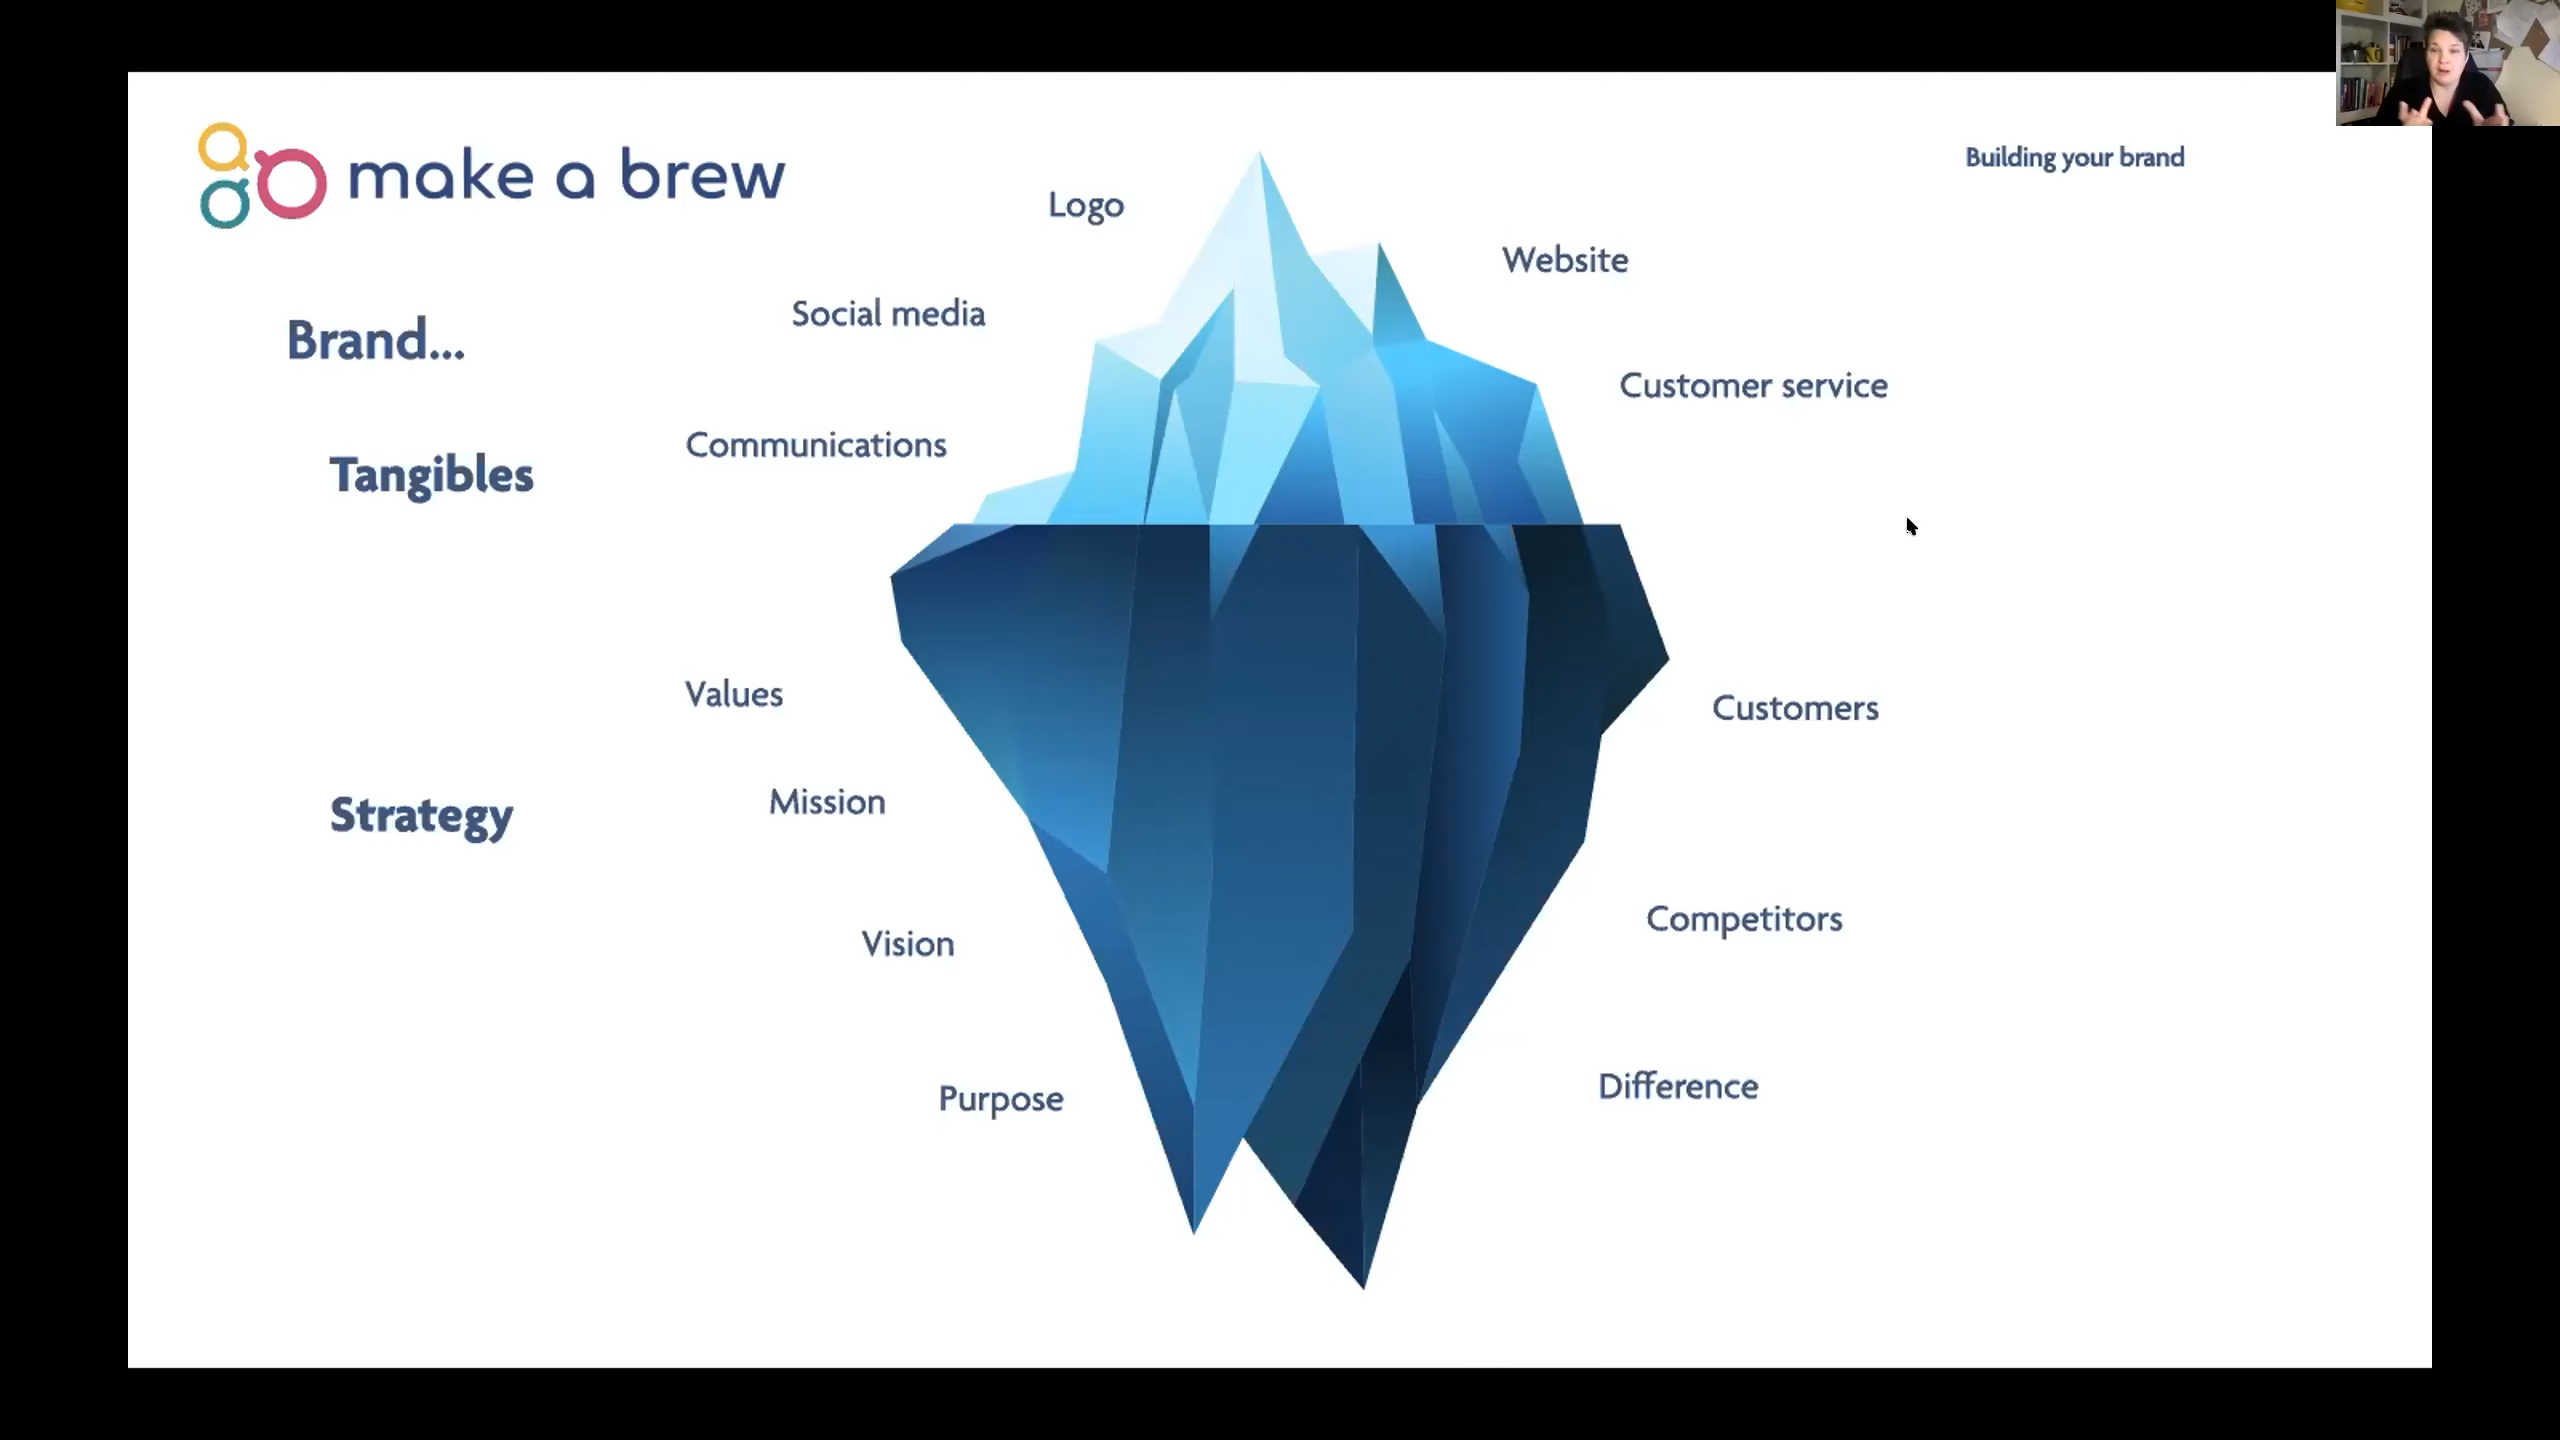 make a brew
Building your brand
Logo
Website
Social media
Brand...
Customer service
Communications
Tangibles
Values
Customers
Mission
Strategy
Competitors
Vision
Difference
Purpose